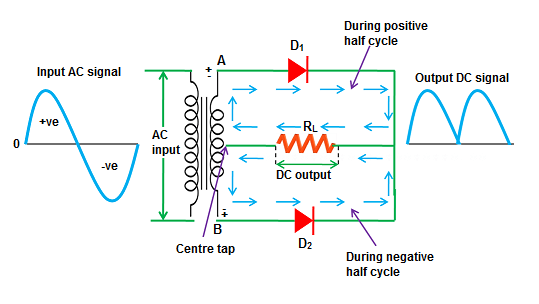 During positive
half cycle
Input AC signal
+ve
0
-ve
AC
input
A
+
-
D1
Output DC signal
RL
DC output
Centre tap
-
+
B
D2
During negative
half cycle